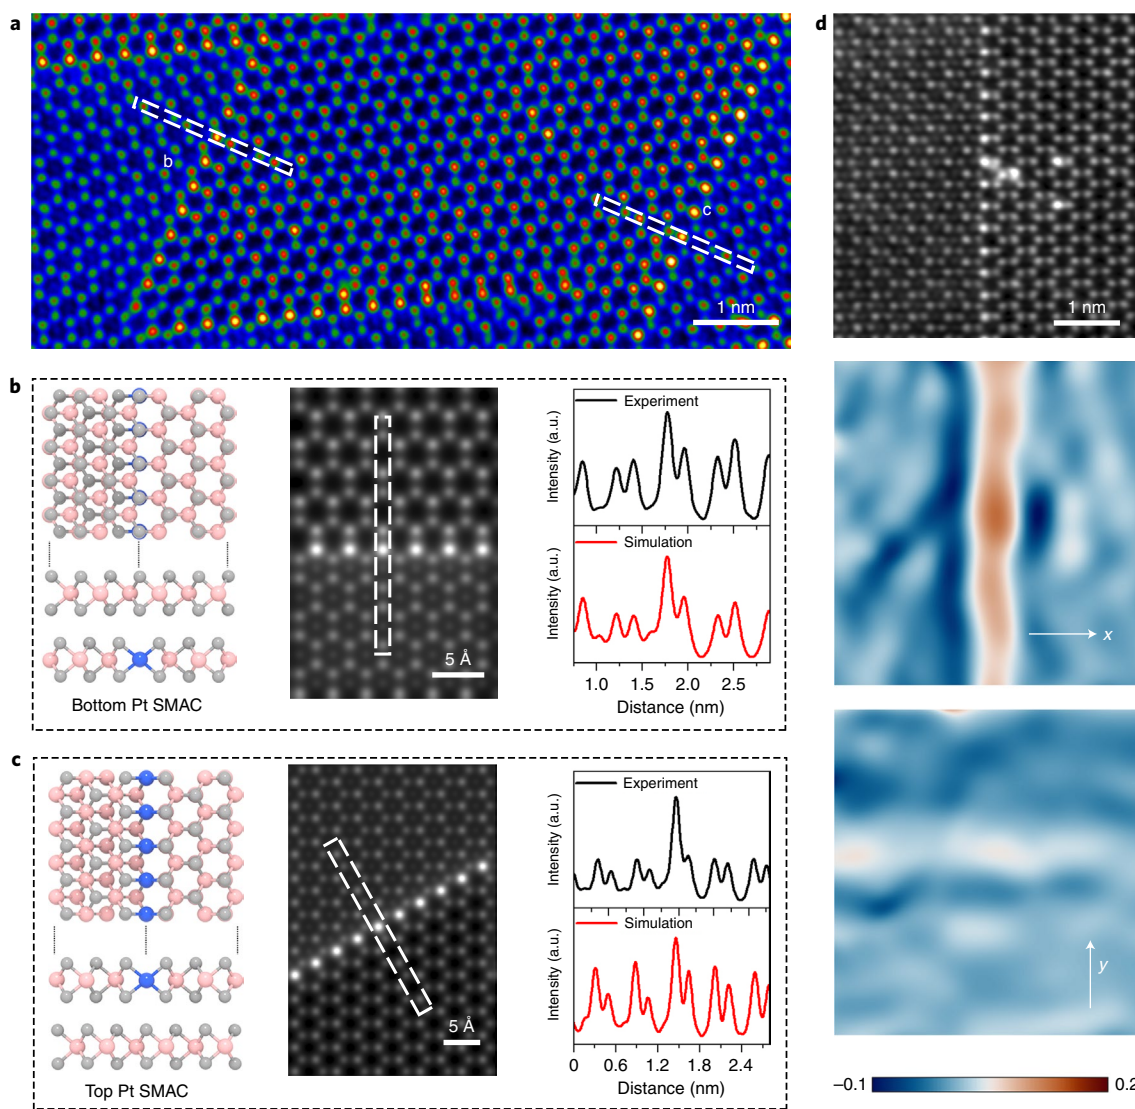 a
b
c
1 nm
b
Bottom Pt SMAC
5 Å
Experiment
Intensity (a.u.)
Simulation
Intensity (a.u.)
1.0 1.5 2.0 2.5
Distance (nm)
c
Top Pt SMAC
5 Å
Experiment
Intensity (a.u.)
Simulation
Intensity (a.u.)
0 0.6 1.2 1.8 2.4
Distance (nm)
d
1 nm
x
y
–0.1 0.2